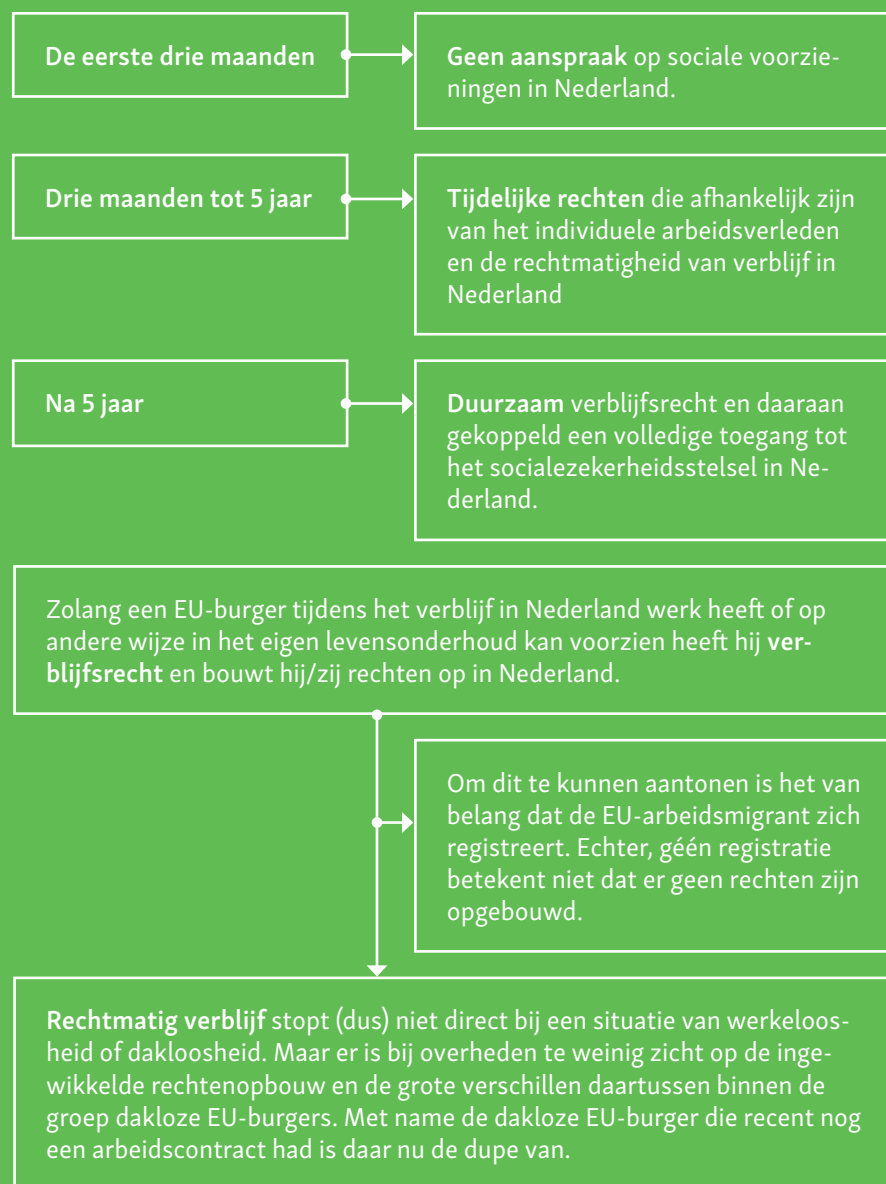 De eerste drie maanden
Geen aanspraak op sociale voorzie-
ningen in Nederland.
Drie maanden tot 5 jaar
Tijdelijke rechten die afhankelijk zijn
van het individuele arbeidsverleden
en de rechtmatigheid van verblijf in
Nederland
Na 5 jaar
Duurzaam verblijfsrecht en daaraan
gekoppeld een volledige toegang tot
het socialezekerheidsstelsel in Ne-
derland.
Zolang een EU-burger tijdens het verblijf in Nederland werk heeft of op
andere wijze in het eigen levensonderhoud kan voorzien heeft hij ver-
blijfsrecht en bouwt hij/zij rechten op in Nederland.
Om dit te kunnen aantonen is het van
belang dat de EU-arbeidsmigrant zich
registreert. Echter, géén registratie
betekent niet dat er geen rechten zijn
opgebouwd.
Rechtmatig verblijf stopt (dus) niet direct bij een situatie van werkeloos-
heid of dakloosheid. Maar er is bij overheden te weinig zicht op de inge-
wikkelde rechtenopbouw en de grote verschillen daartussen binnen de
groep dakloze EU-burgers. Met name de dakloze EU-burger die recent nog
een arbeidscontract had is daar nu de dupe van.